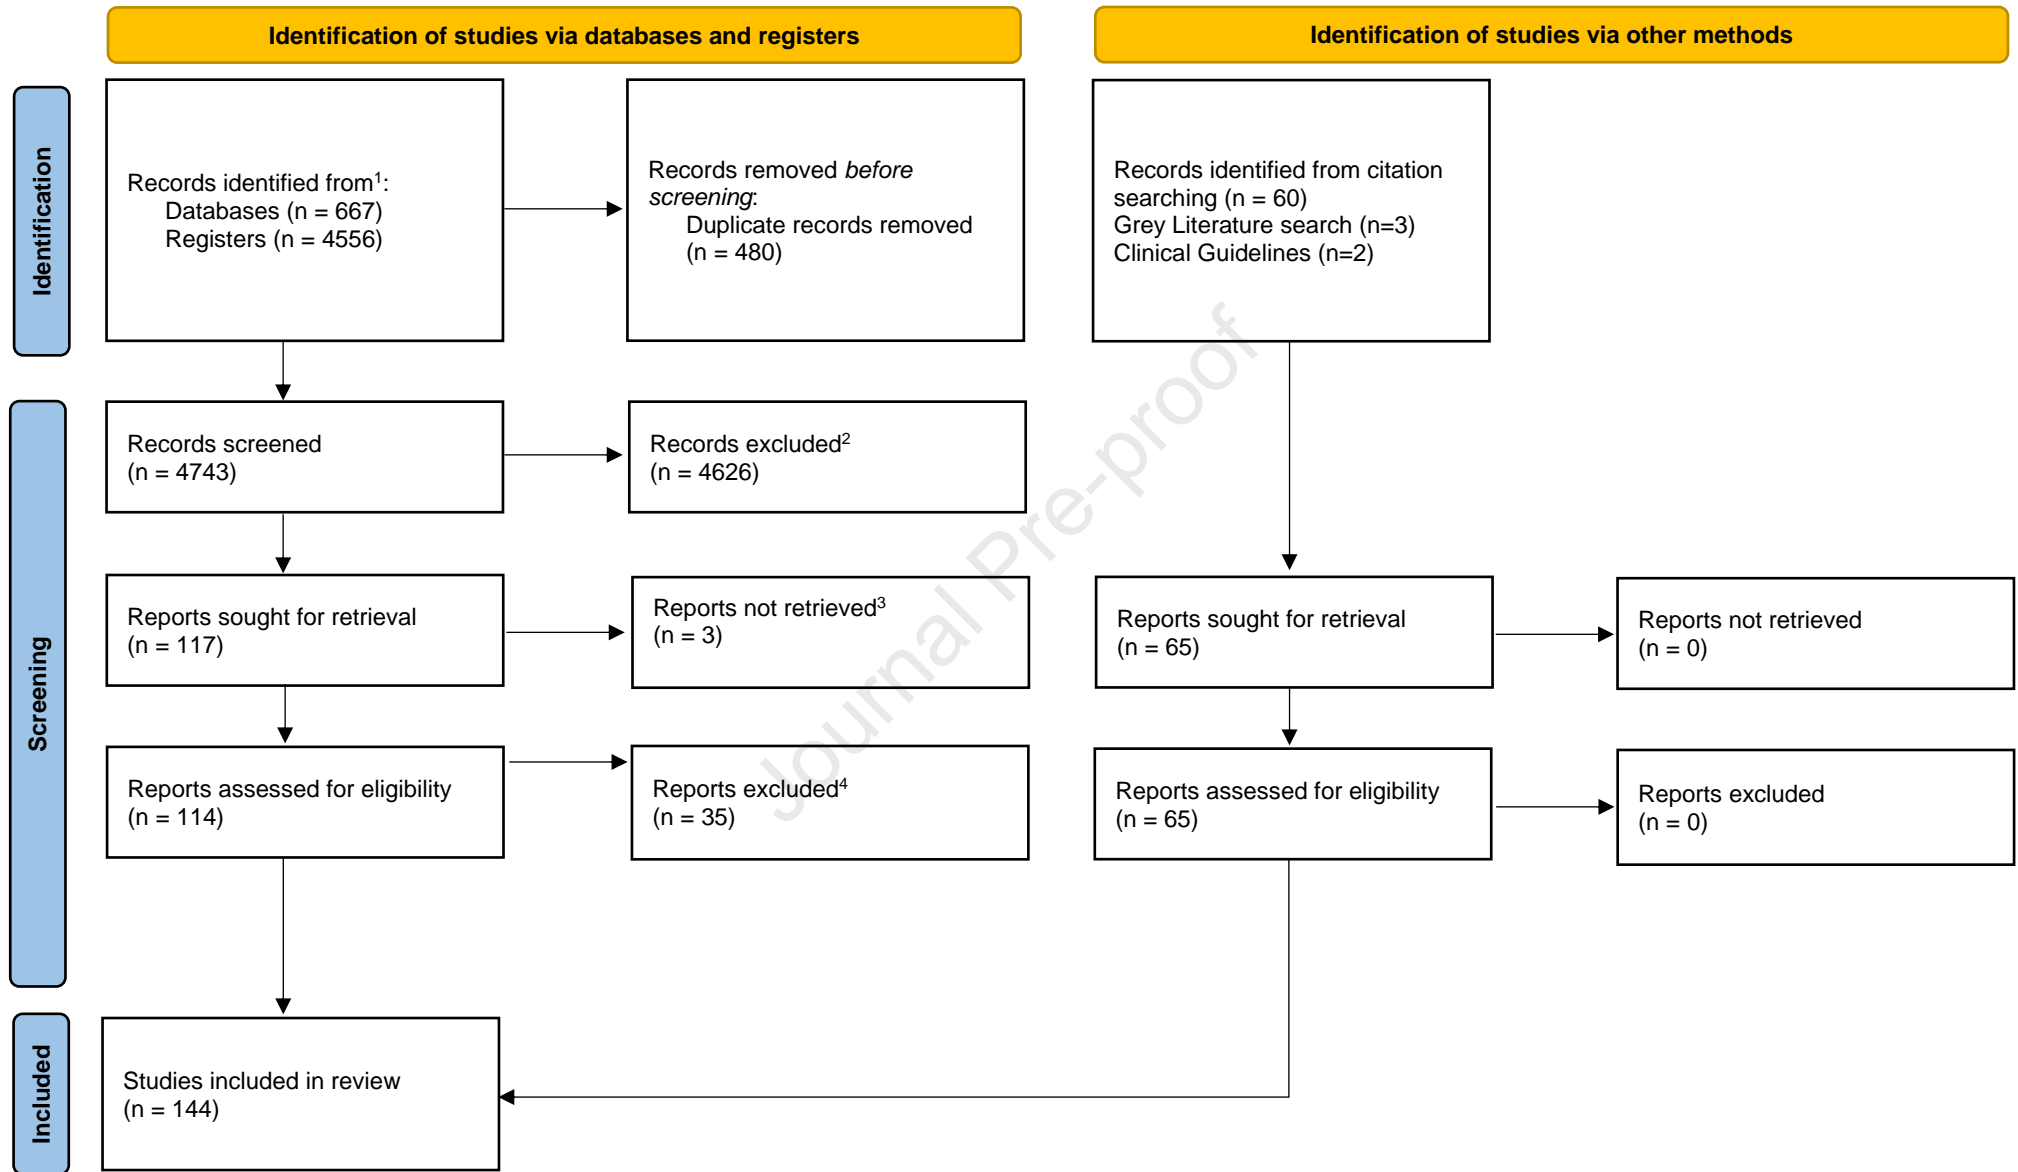 Identification of studies via databases and registers
Identification of studies via other methods
Identification
Records identified from¹:
Databases (n = 667)
Registers (n = 4556)
Records removed before
screening:
Duplicate records removed
(n = 480)
Records identified from citation
searching (n = 60)
Grey Literature search (n=3)
Clinical Guidelines (n=2)
Screening
Records screened
(n = 4743)
Records excluded²
(n = 4626)
Reports sought for retrieval
(n = 117)
Reports not retrieved³
(n = 3)
Reports sought for retrieval
(n = 65)
Reports not retrieved
(n = 0)
Reports assessed for eligibility
(n = 114)
Reports excluded⁴
(n = 35)
Reports assessed for eligibility
(n = 65)
Reports excluded
(n = 0)
Included
Studies included in review
(n = 144)
Journal Pre-proof